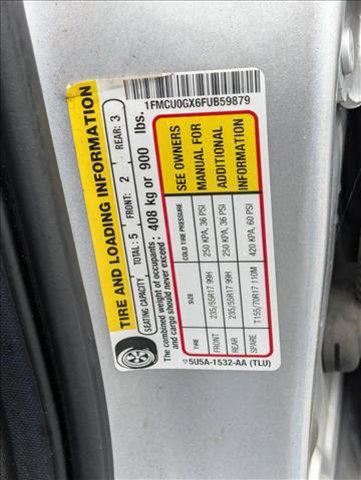 1FMCU0GX6FUB59879
TIRE AND LOADING INFORMATION
SEATING CAPACITY TOTAL: 5 FRONT: 2 REAR: 3
The combined weight of occupants and cargo should never exceed : 408 kg or 900 lbs.
TIRE SIZE COLD TIRE PRESSURE
FRONT 235/55R17 99H 250 KPA, 36 PSI
REAR 235/55R17 99H 250 KPA, 36 PSI
SPARE T155/70R17 110M 420 KPA, 60 PSI
SEE OWNERS
MANUAL FOR
ADDITIONAL
INFORMATION
5U5A-1532-AA (TLU)